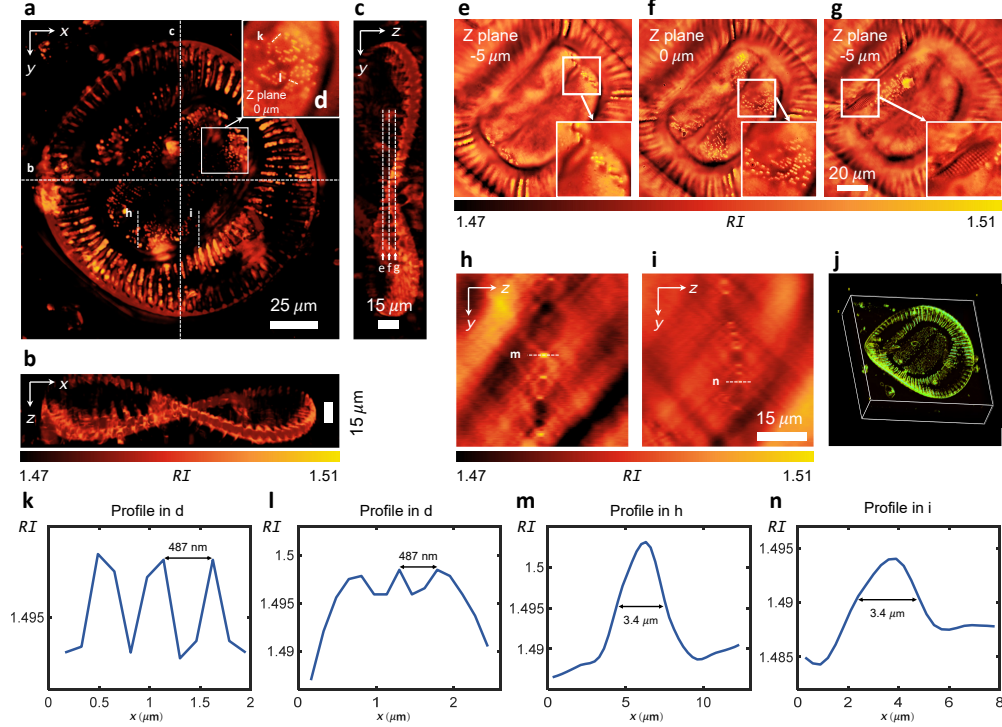 a
x
y
c
k
l
Z plane
0 μm
d
b
h
i
25 μm
c
z
y
e f g
15 μm
e
Z plane
-5 μm
f
Z plane
0 μm
g
Z plane
-5 μm
20 μm
1.47
RI
1.51
b
x
z
15 μm
1.47
RI
1.51
h
z
y
m
i
z
y
n
15 μm
j
k
Profile in d
RI
487 nm
1.495
0
0.5
1
1.5
2
x (μm)
l
Profile in d
RI
487 nm
1.5
1.495
1.49
0
1
2
x (μm)
m
Profile in h
RI
1.5
1.495
1.49
3.4 μm
0
5
10
x (μm)
n
Profile in i
RI
1.495
1.49
1.485
3.4 μm
0
2
4
6
8
x (μm)